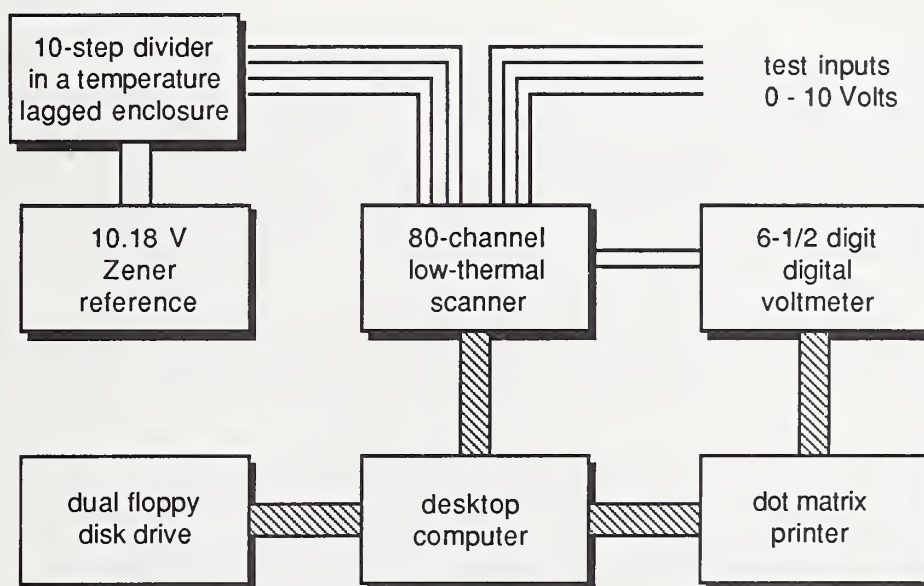 10-step divider
in a temperature
lagged enclosure
test inputs
0 - 10 Volts
10.18 V
Zener
reference
80-channel
low-thermal
scanner
6-1/2 digit
digital
voltmeter
dual floppy
disk drive
desktop
computer
dot matrix
printer